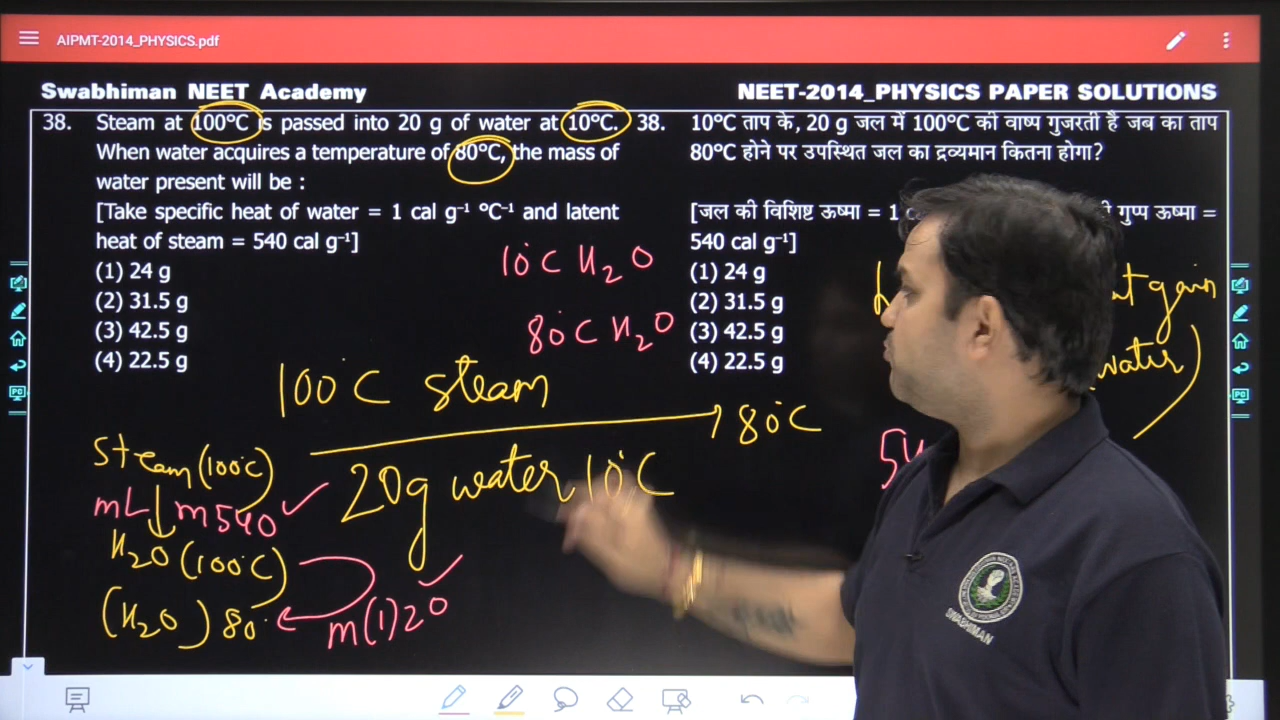 AIPMT-2014_PHYSICS.pdf
Swabhiman NEET Academy
NEET-2014_PHYSICS PAPER SOLUTIONS
38. Steam at 100°C is passed into 20 g of water at 10°C.
When water acquires a temperature of 80°C, the mass of
water present will be :
[Take specific heat of water = 1 cal g⁻¹ °C⁻¹ and latent
heat of steam = 540 cal g⁻¹]
(1) 24 g
(2) 31.5 g
(3) 42.5 g
(4) 22.5 g
38. 10°C ताप के, 20 g जल में 100°C की वाष्प गुजरती है जब का ताप
80°C होने पर उपस्थित जल का द्रव्यमान कितना होगा?
[जल की विशिष्ट ऊष्मा = 1 गुप्प ऊष्मा =
540 cal g⁻¹]
(1) 24 g
(2) 31.5 g
(3) 42.5 g
(4) 22.5 g
10°C H₂O
80°C H₂O
100°C steam
80°C
20g water 10°C
steam (100°C)
mL m540
H₂O (100°C)
(H₂O) 80°
m(1)20
gain
water)
54
SWABHIMAN